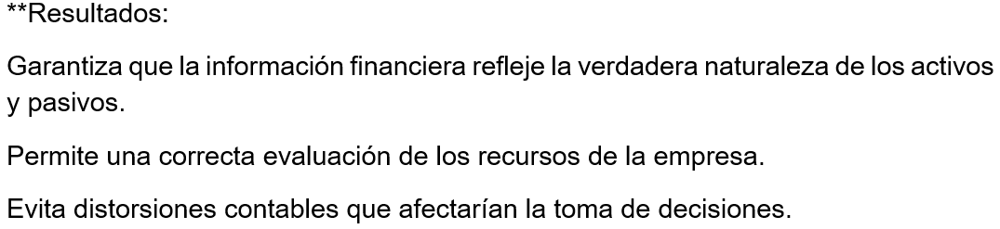 **Resultados:
Garantiza que la información financiera refleje la verdadera naturaleza de los activos
y pasivos.
Permite una correcta evaluación de los recursos de la empresa.
Evita distorsiones contables que afectarían la toma de decisiones.